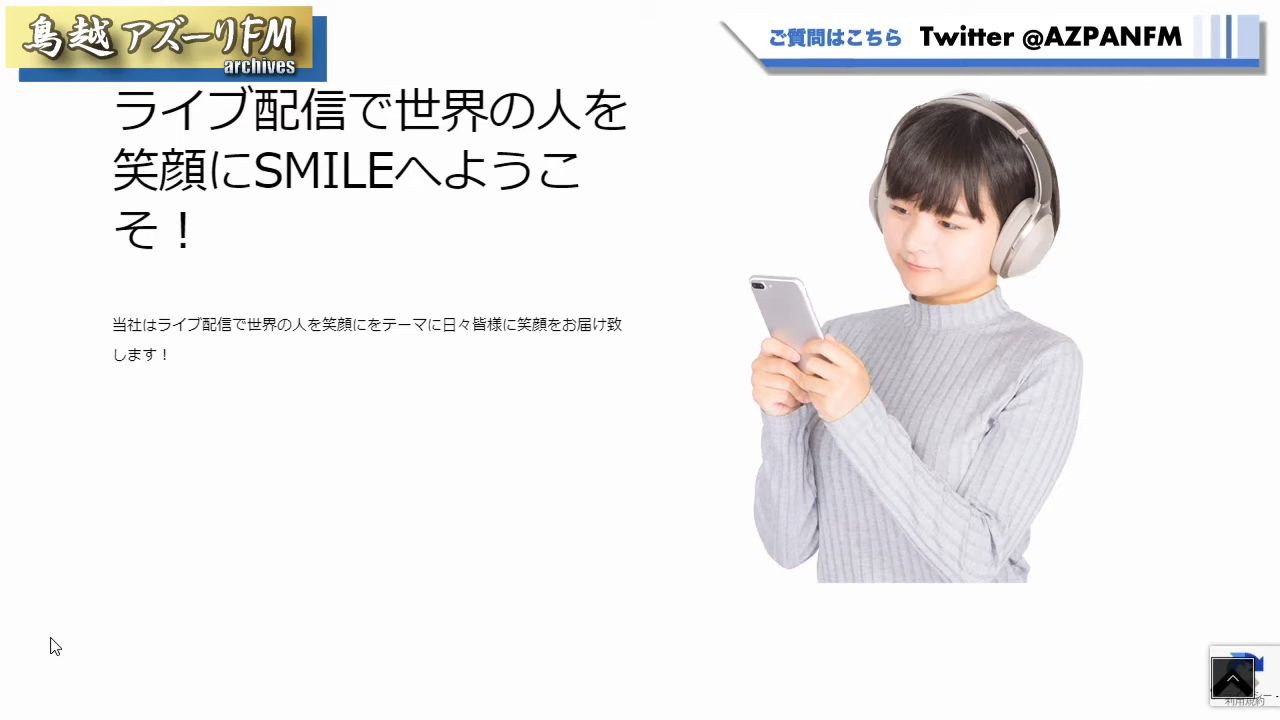 鳥越アズーリFM
archives
ご質問はこちら Twitter @AZPANFM
ライブ配信で世界の人を
笑顔にSMILEへようこ
そ！
当社はライブ配信で世界の人を笑顔にをテーマに日々皆様に笑顔をお届け致
します！
利用規約